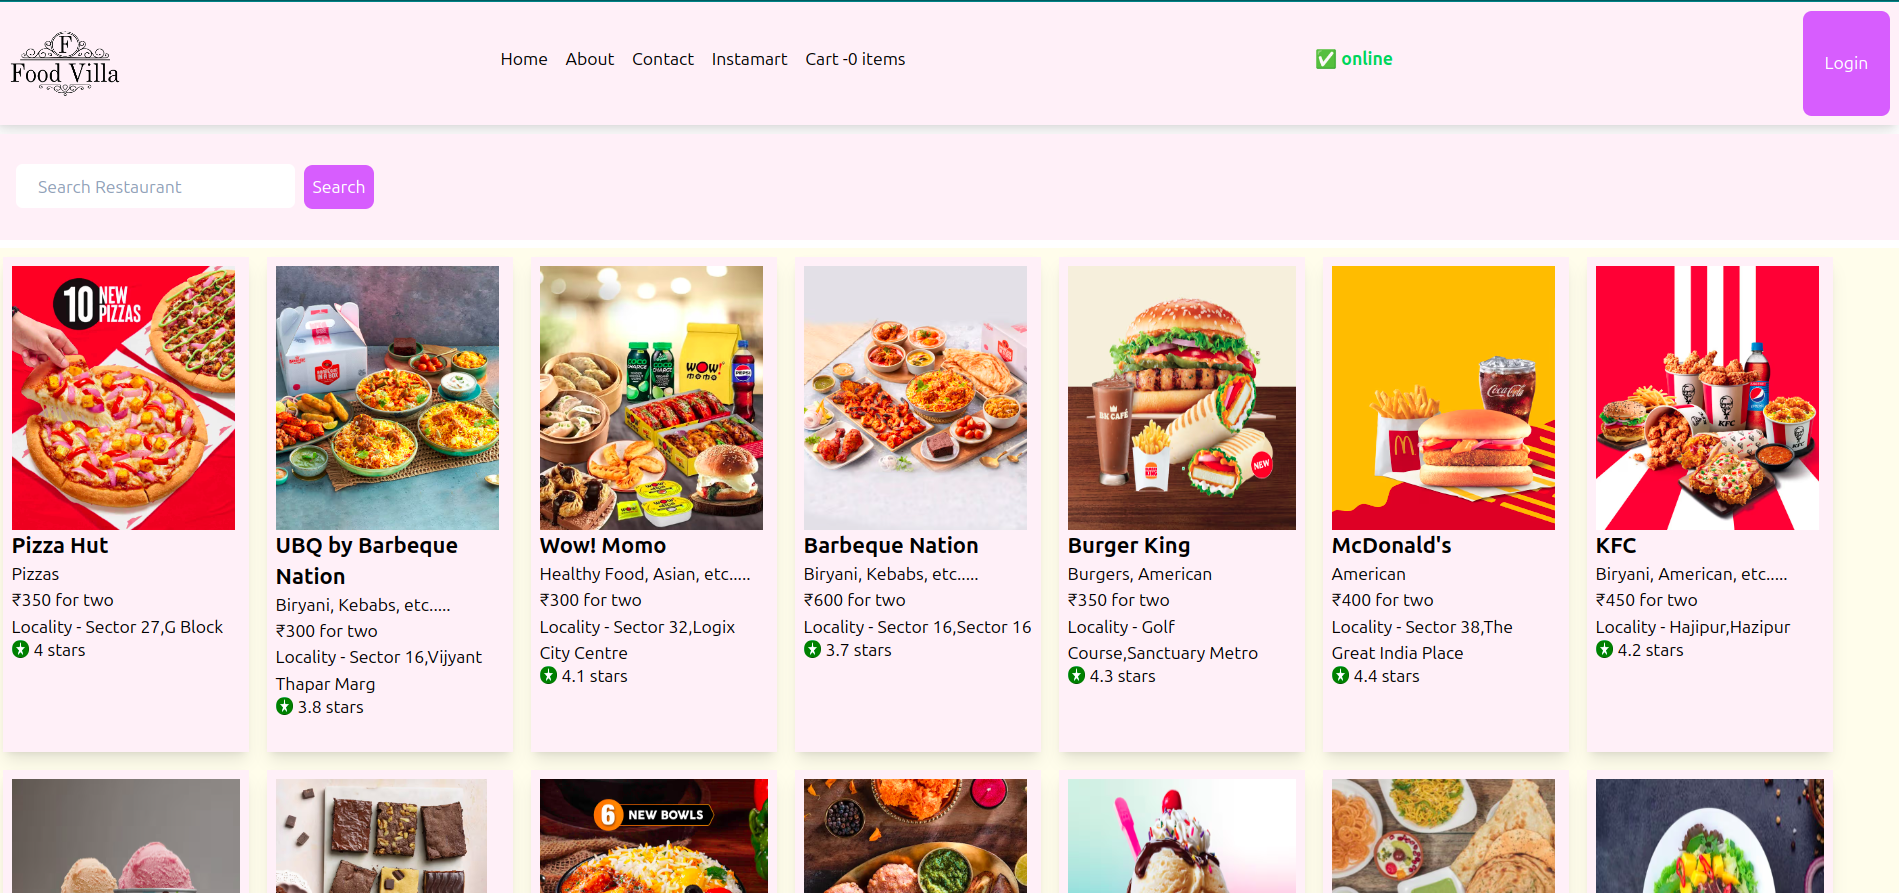 F
Food Villa
Home About Contact Instamart Cart -0 items
✅ online
Login
Search Restaurant
Search
10 NEW PIZZAS
Pizza Hut
Pizzas
₹350 for two
Locality - Sector 27,G Block
4 stars
UBQ by Barbeque
Nation
Biryani, Kebabs, etc.....
₹300 for two
Locality - Sector 16,Vijyant
Thapar Marg
3.8 stars
COCO CHARGE
WOW!
momo
PEPSI
Wow! Momo
Healthy Food, Asian, etc.....
₹300 for two
Locality - Sector 32,Logix
City Centre
4.1 stars
Barbeque Nation
Biryani, Kebabs, etc.....
₹600 for two
Locality - Sector 16,Sector 16
3.7 stars
BK CAFÉ
BURGER KING
NEW
Burger King
Burgers, American
₹350 for two
Locality - Golf
Course,Sanctuary Metro
4.3 stars
Coca-Cola
McDonald's
American
₹400 for two
Locality - Sector 38,The
Great India Place
4.4 stars
KFC
KFC
Biryani, American, etc.....
₹450 for two
Locality - Hajipur,Hazipur
4.2 stars
6 NEW BOWLS